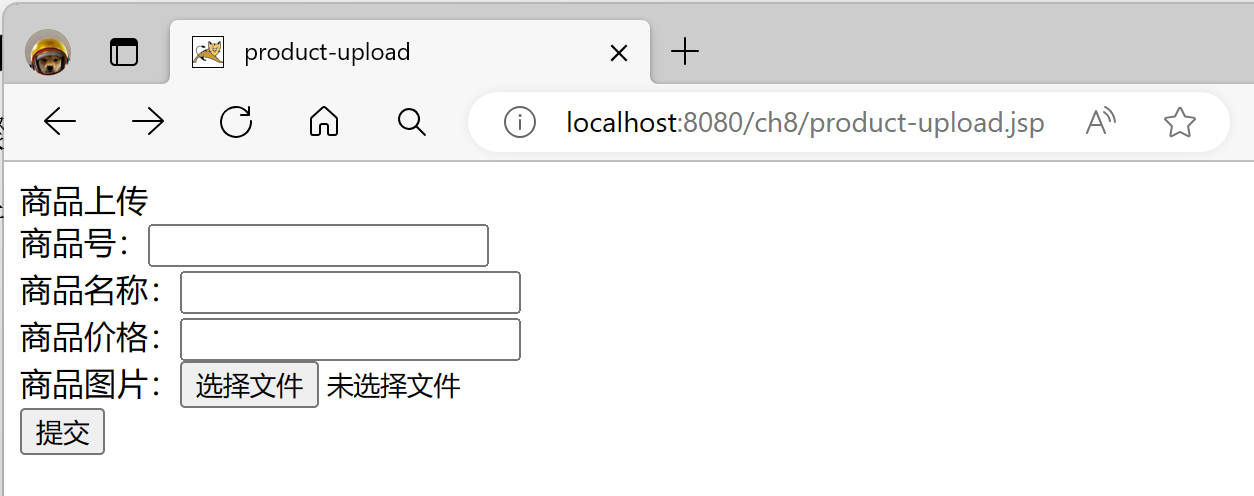 product-upload
localhost:8080/ch8/product-upload.jsp
商品上传
商品号：
商品名称：
商品价格：
商品图片： 选择文件 未选择文件
提交